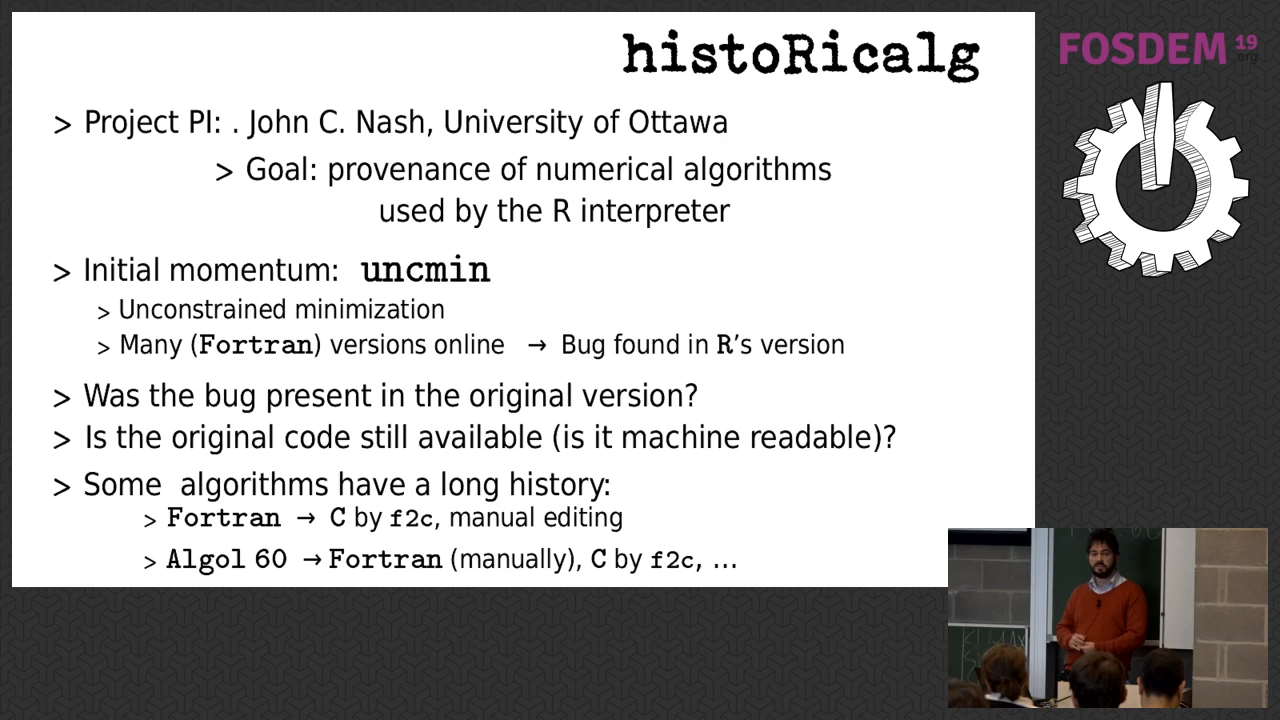 histoRicalg
> Project PI: . John C. Nash, University of Ottawa
> Goal: provenance of numerical algorithms
used by the R interpreter
> Initial momentum: uncmin
> Unconstrained minimization
> Many (Fortran) versions online → Bug found in R's version
> Was the bug present in the original version?
> Is the original code still available (is it machine readable)?
> Some algorithms have a long history:
> Fortran → C by f2c, manual editing
> Algol 60 → Fortran (manually), C by f2c, ...
FOSDEM 19
.org